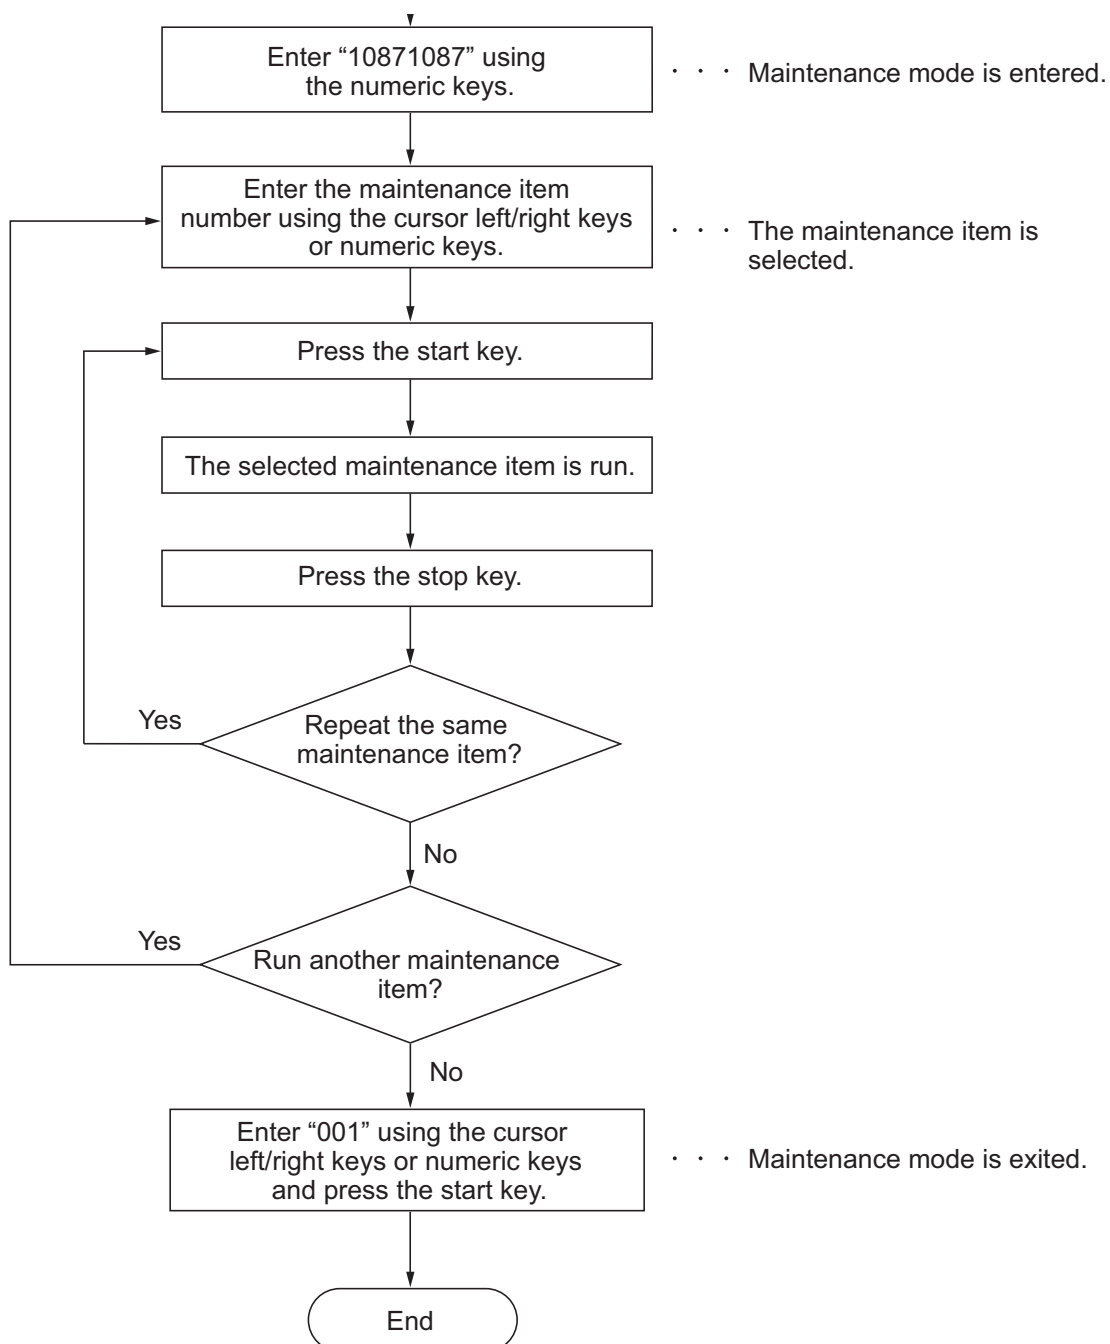 Enter “10871087” using
the numeric keys.
· · · Maintenance mode is entered.
Enter the maintenance item
number using the cursor left/right keys
or numeric keys.
· · · The maintenance item is
selected.
Press the start key.
The selected maintenance item is run.
Press the stop key.
Yes
Repeat the same
maintenance item?
No
Yes
Run another maintenance
item?
No
Enter “001” using the cursor
left/right keys or numeric keys
and press the start key.
· · · Maintenance mode is exited.
End